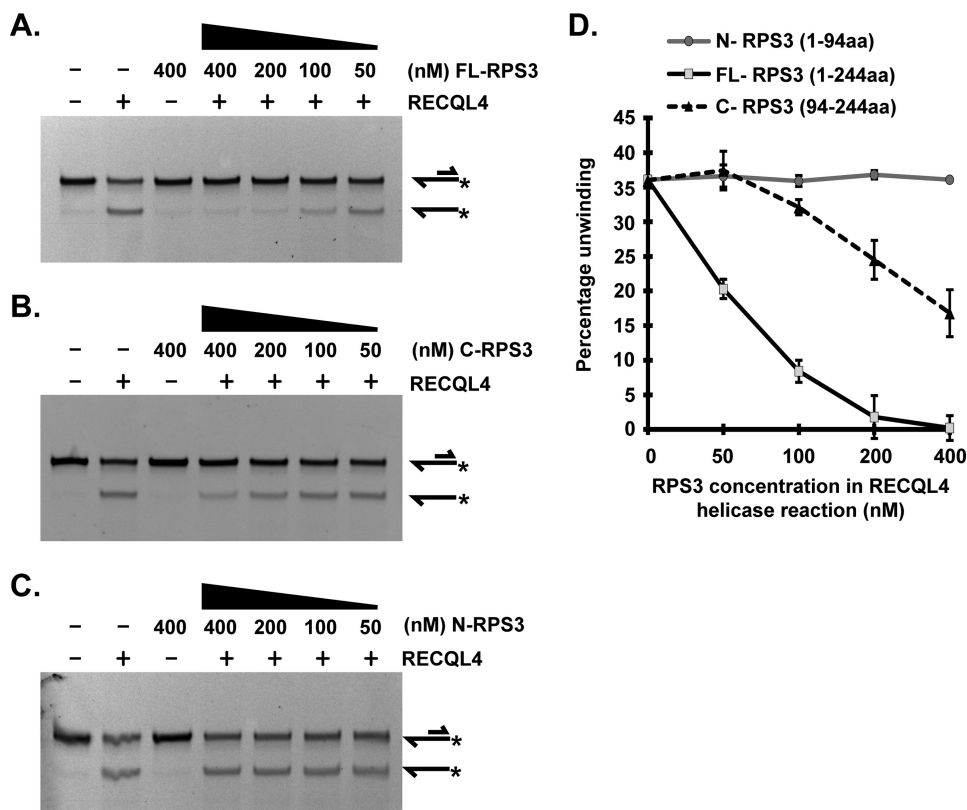 A.
– – 400 400 200 100 50 (nM) FL-RPS3
– + – + + + + RECQL4
*
*
B.
– – 400 400 200 100 50 (nM) C-RPS3
– + – + + + + RECQL4
*
*
C.
– – 400 400 200 100 50 (nM) N-RPS3
– + – + + + + RECQL4
*
*
D.
N- RPS3 (1-94aa)
FL- RPS3 (1-244aa)
C- RPS3 (94-244aa)
Percentage unwinding
45
40
35
30
25
20
15
10
5
0
0 50 100 200 400
RPS3 concentration in RECQL4
helicase reaction (nM)